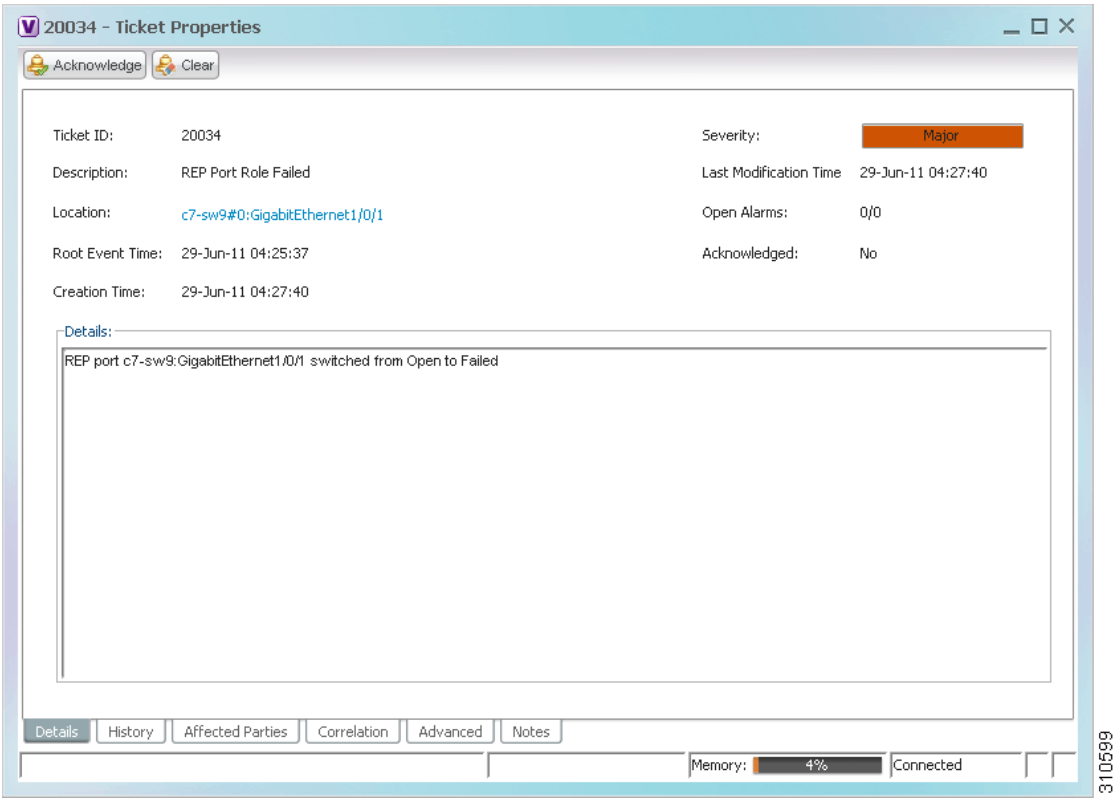 20034 - Ticket Properties
Acknowledge Clear
Ticket ID: 20034 Severity: Major
Description: REP Port Role Failed Last Modification Time 29-Jun-11 04:27:40
Location: c7-sw9#0:GigabitEthernet1/0/1 Open Alarms: 0/0
Root Event Time: 29-Jun-11 04:25:37 Acknowledged: No
Creation Time: 29-Jun-11 04:27:40
Details:
REP port c7-sw9:GigabitEthernet1/0/1 switched from Open to Failed
Details History Affected Parties Correlation Advanced Notes
Memory: 4% Connected
310599